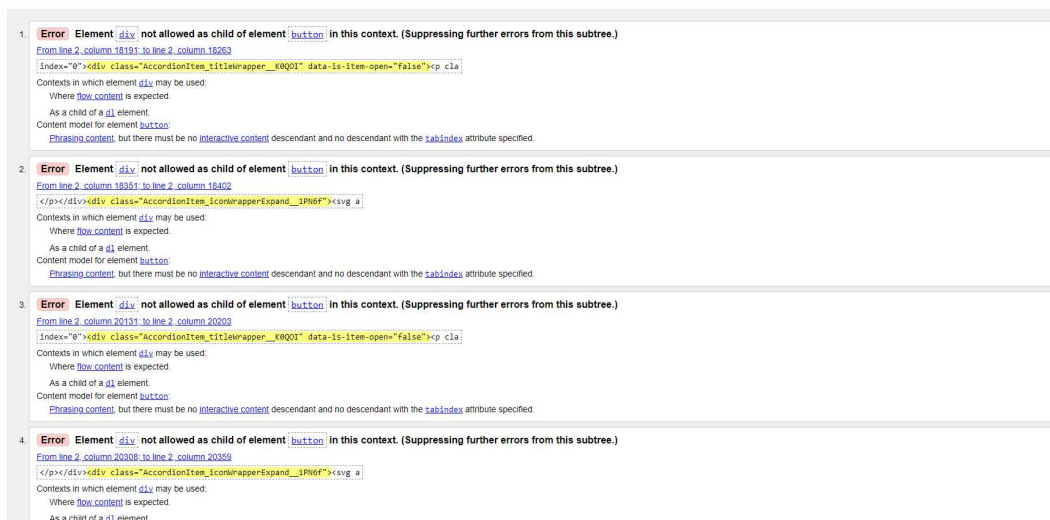 1. Error Element div not allowed as child of element button in this context. (Suppressing further errors from this subtree.)
From line 2, column 18191; to line 2, column 18263
index="0"><div class="AccordionItem_titleWrapper__K0QOI" data-is-item-open="false"><p cla
Contexts in which element div may be used:
Where flow content is expected.
As a child of a dl element.
Content model for element button:
Phrasing content, but there must be no interactive content descendant and no descendant with the tabindex attribute specified.
2. Error Element div not allowed as child of element button in this context. (Suppressing further errors from this subtree.)
From line 2, column 18351; to line 2, column 18402
</p></div><div class="AccordionItem_iconWrapperExpand__1PN6f"><svg a
Contexts in which element div may be used:
Where flow content is expected.
As a child of a dl element.
Content model for element button:
Phrasing content, but there must be no interactive content descendant and no descendant with the tabindex attribute specified.
3. Error Element div not allowed as child of element button in this context. (Suppressing further errors from this subtree.)
From line 2, column 20131; to line 2, column 20203
index="0"><div class="AccordionItem_titleWrapper__K0QOI" data-is-item-open="false"><p cla
Contexts in which element div may be used:
Where flow content is expected.
As a child of a dl element.
Content model for element button:
Phrasing content, but there must be no interactive content descendant and no descendant with the tabindex attribute specified.
4. Error Element div not allowed as child of element button in this context. (Suppressing further errors from this subtree.)
From line 2, column 20308; to line 2, column 20359
</p></div><div class="AccordionItem_iconWrapperExpand__1PN6f"><svg a
Contexts in which element div may be used:
Where flow content is expected.
As a child of a dl element.